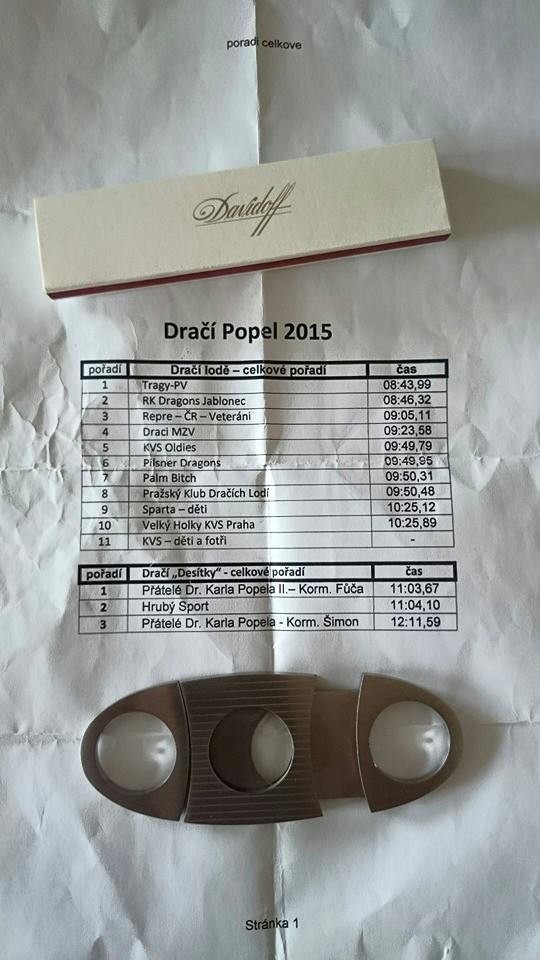 poradi celkove
Davidoff
Dračí Popel 2015
pořadí Dračí lodě – celkové pořadí čas
1 Tragy-PV 08:43,99
2 RK Dragons Jablonec 08:46,32
3 Repre – ČR – Veteráni 09:05,11
4 Draci MZV 09:23,58
5 KVS Oldies 09:49,79
6 Pilsner Dragons 09:49,95
7 Palm Bitch 09:50,31
8 Pražský Klub Dračích Lodí 09:50,48
9 Sparta – děti 10:25,12
10 Velký Holky KVS Praha 10:25,89
11 KVS – děti a fotři -
pořadí Dračí „Desítky" - celkové pořadí čas
1 Přátelé Dr. Karla Popela II.– Korm. Fůča 11:03,67
2 Hrubý Sport 11:04,10
3 Přátelé Dr. Karla Popela - Korm. Šimon 12:11,59
Stránka 1